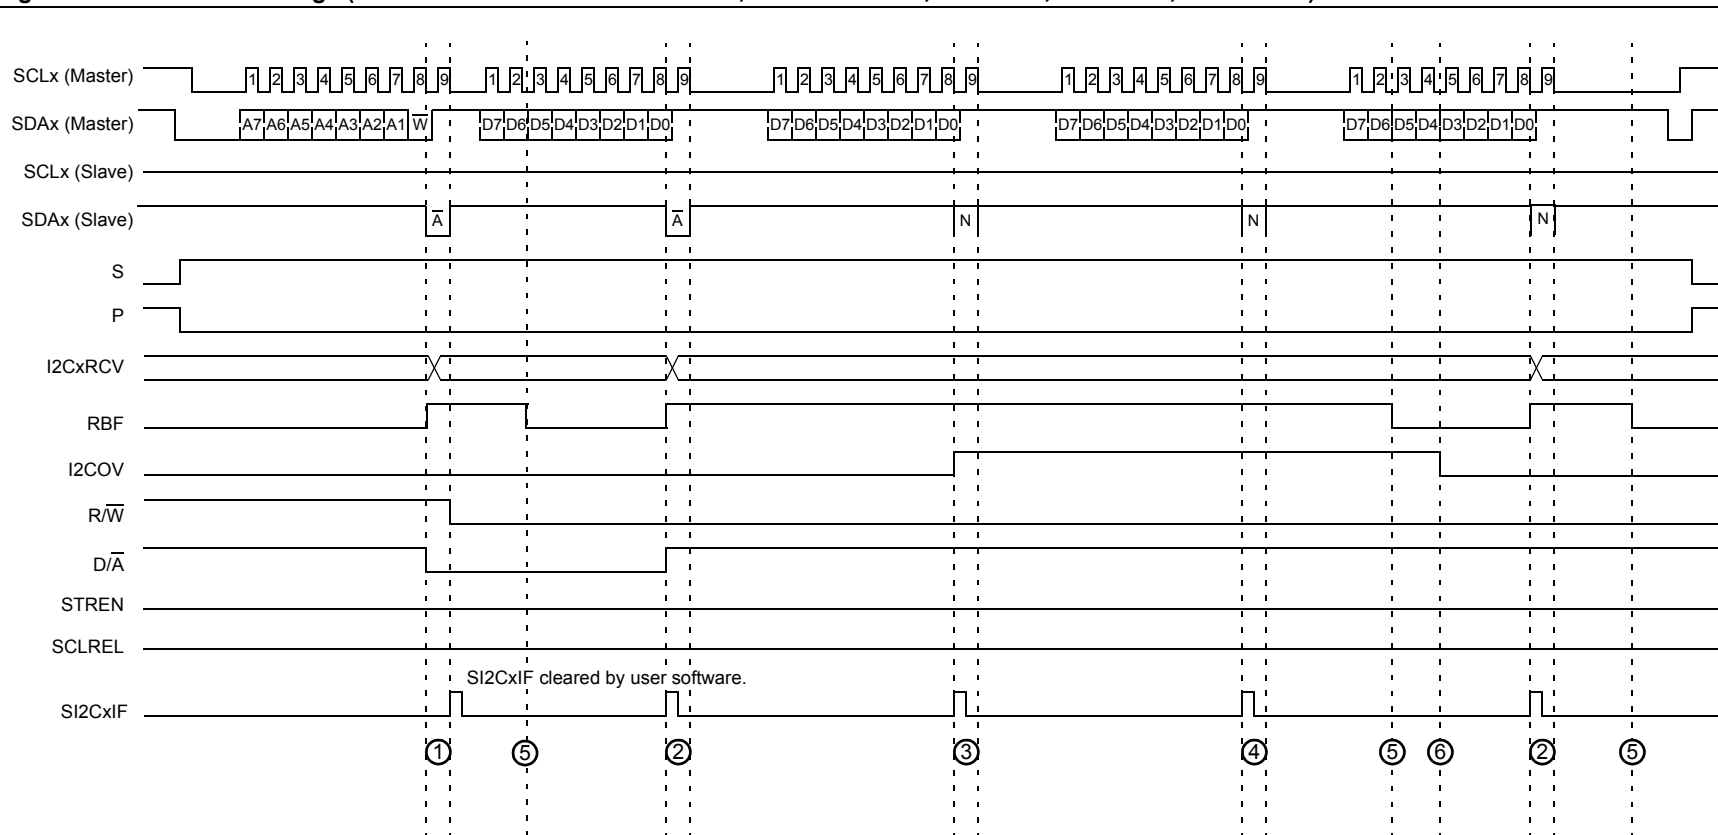 SCLx (Master) 1 2 3 4 5 6 7 8 9 1 2 3 4 5 6 7 8 9 1 2 3 4 5 6 7 8 9 1 2 3 4 5 6 7 8 9 1 2 3 4 5 6 7 8 9
SDAx (Master) A7 A6 A5 A4 A3 A2 A1 W̅ D7 D6 D5 D4 D3 D2 D1 D0 D7 D6 D5 D4 D3 D2 D1 D0 D7 D6 D5 D4 D3 D2 D1 D0 D7 D6 D5 D4 D3 D2 D1 D0
SCLx (Slave)
SDAx (Slave) A̅ A̅ N N N
S
P
I2CxRCV
RBF
I2COV
R/W̅
D/A̅
STREN
SCLREL
SI2CxIF cleared by user software.
SI2CxIF
① ⑤ ② ③ ④ ⑤ ⑥ ② ⑤